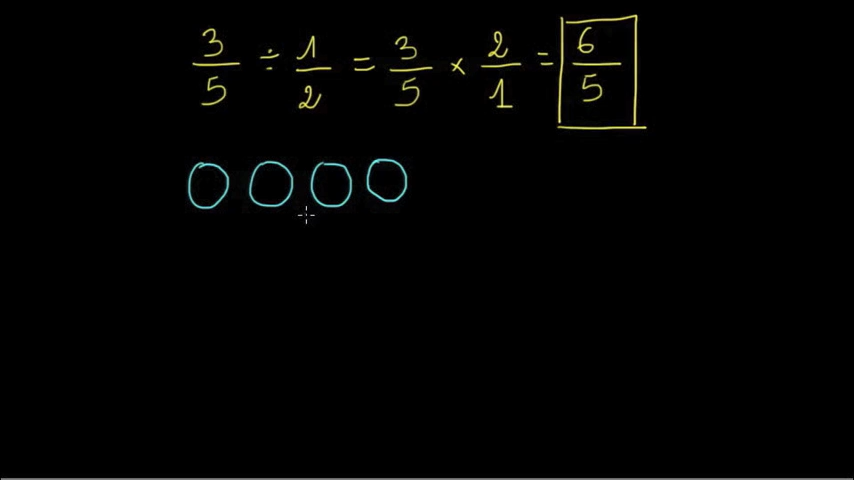 3/5 ÷ 1/2 = 3/5 × 2/1 = 6/5